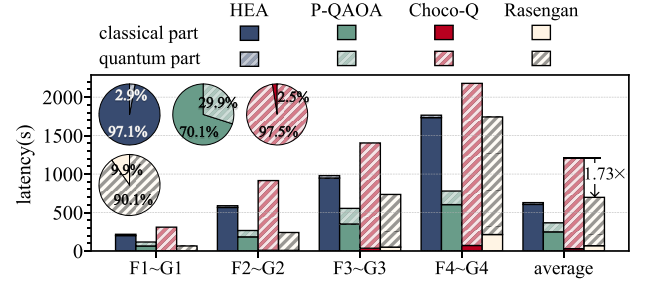 HEA P-QAOA Choco-Q Rasengan
classical part
quantum part
latency(s)
2000
1500
1000
500
0
2.9%
97.1%
29.9%
70.1%
2.5%
97.5%
9.9%
90.1%
1.73×
F1~G1 F2~G2 F3~G3 F4~G4 average